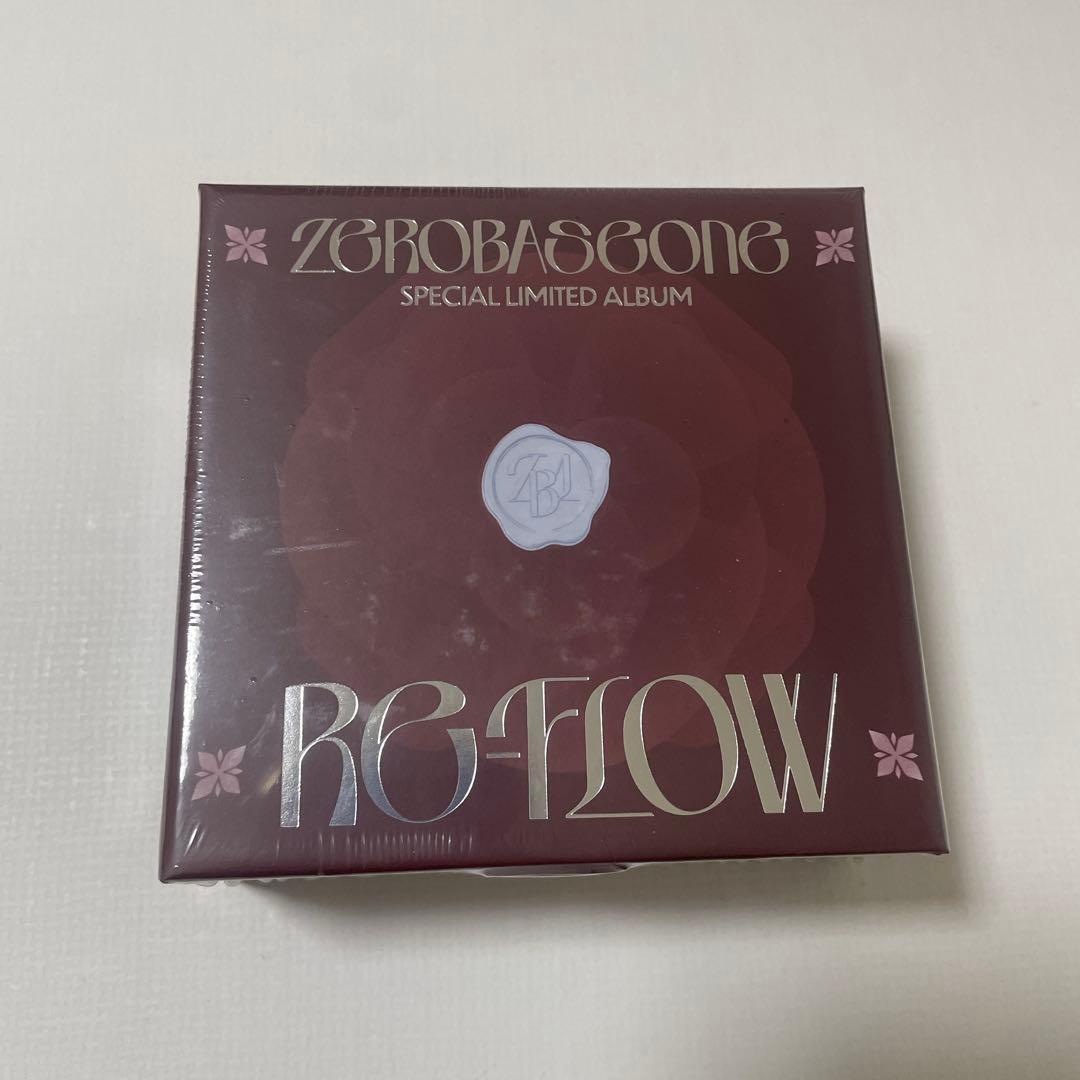 ZEROBASEONE
SPECIAL LIMITED ALBUM
ZB1
RE-FLOW